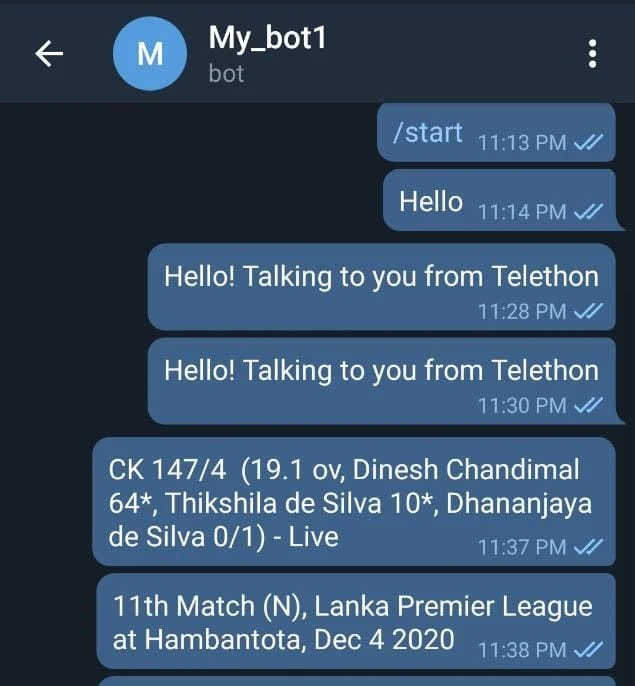 M
My_bot1
bot
/start 11:13 PM
Hello 11:14 PM
Hello! Talking to you from Telethon
11:28 PM
Hello! Talking to you from Telethon
11:30 PM
CK 147/4 (19.1 ov, Dinesh Chandimal
64*, Thikshila de Silva 10*, Dhananjaya
de Silva 0/1) - Live 11:37 PM
11th Match (N), Lanka Premier League
at Hambantota, Dec 4 2020 11:38 PM